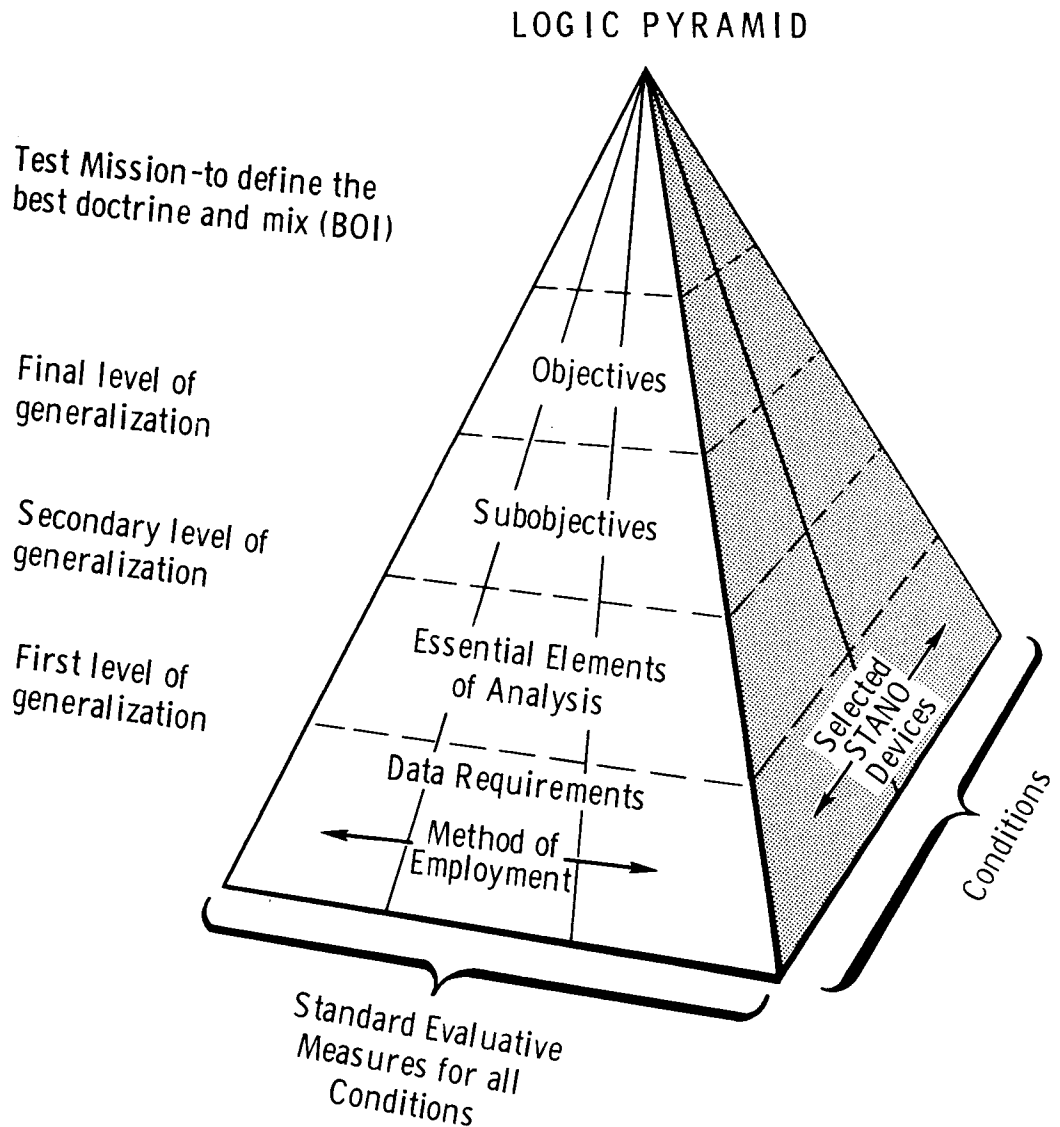 LOGIC PYRAMID
Test Mission-to define the
best doctrine and mix (BOI)
Final level of
generalization
Objectives
Secondary level of
generalization
Subobjectives
First level of
generalization
Essential Elements
of Analysis
Data Requirements
Method of
Employment
Selected
STANO
Devices
Conditions
Standard Evaluative
Measures for all
Conditions